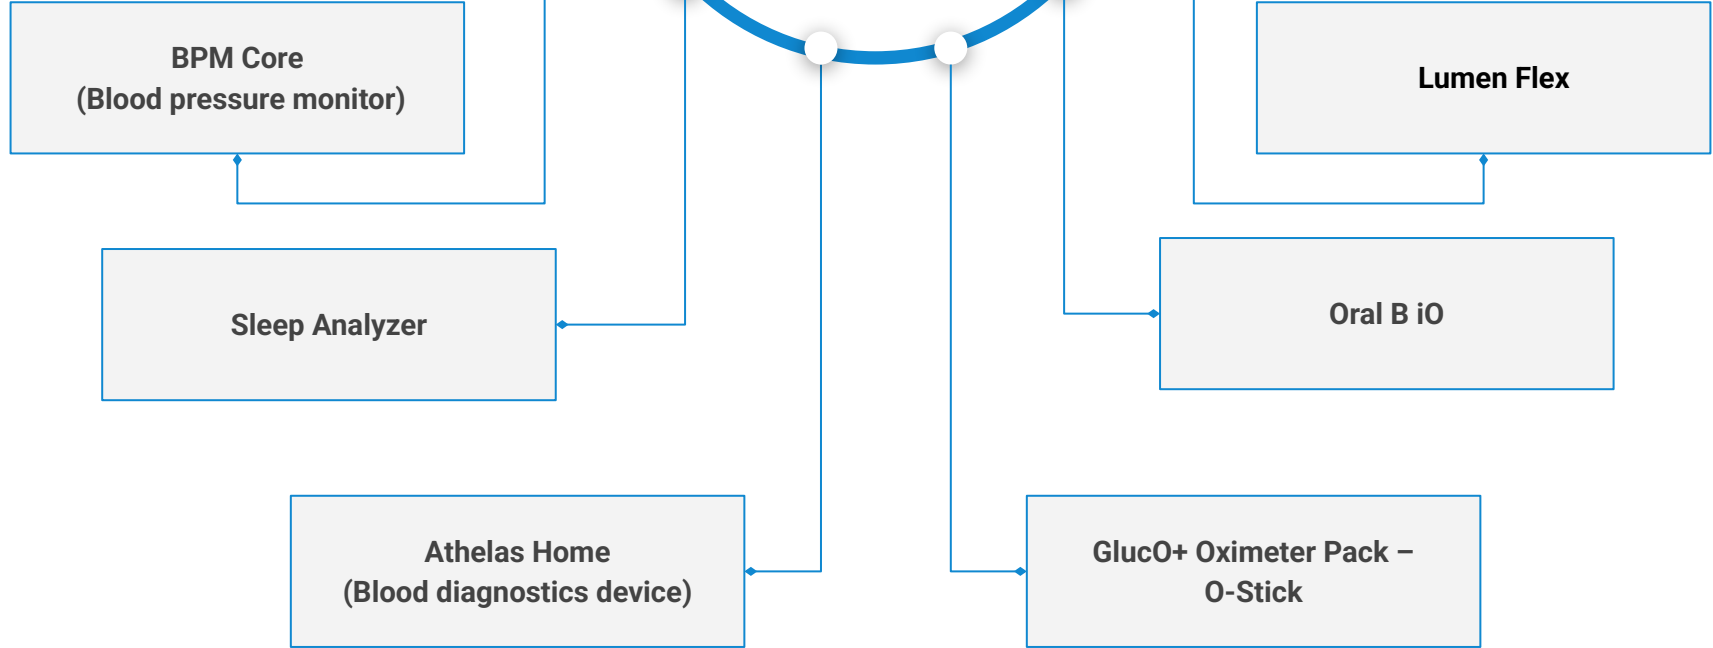 BPM Core
(Blood pressure monitor)
Lumen Flex
Sleep Analyzer
Oral B iO
Athelas Home
(Blood diagnostics device)
GlucO+ Oximeter Pack –
O-Stick